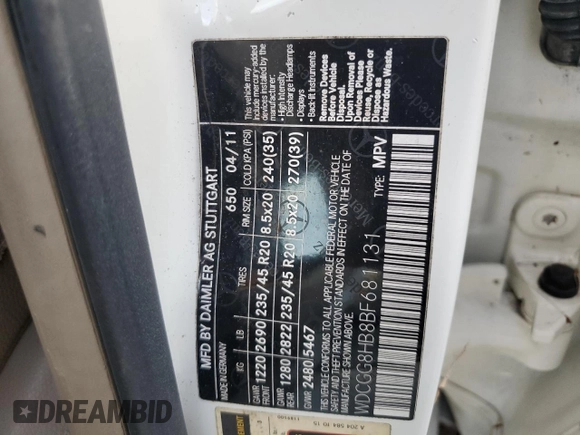 MFD BY DAIMLER AG STUTTGART
MADE IN GERMANY
650 04/11
TIRES RIM SIZE COLD KPA (PSI)
GAWR FRONT KG 1220 LB 2690 235/45 R20 8.5x20 240(35)
GAWR REAR 1280 2822 235/45 R20 8.5x20 270(39)
GVWR 2480 5467
THIS VEHICLE CONFORMS TO ALL APPLICABLE FEDERAL MOTOR VEHICLE
SAFETY AND THEFT PREVENTION STANDARDS IN EFFECT ON THE DATE OF
MANUFACTURE SHOWN ABOVE.
WDCGG8HB8BF681131 TYPE: MPV
This vehicle may
include mercury-added
devices installed by the
manufacturer:
• High Intensity
Discharge Headlamps
• Displays
• Back-lit Instruments
Remove Devices
Before Vehicle
Disposal.
Upon Removal of
Devices Please
Reuse, Recycle or
Dispose as
Hazardous Waste.
A 204 584 10 15
DREAMBID